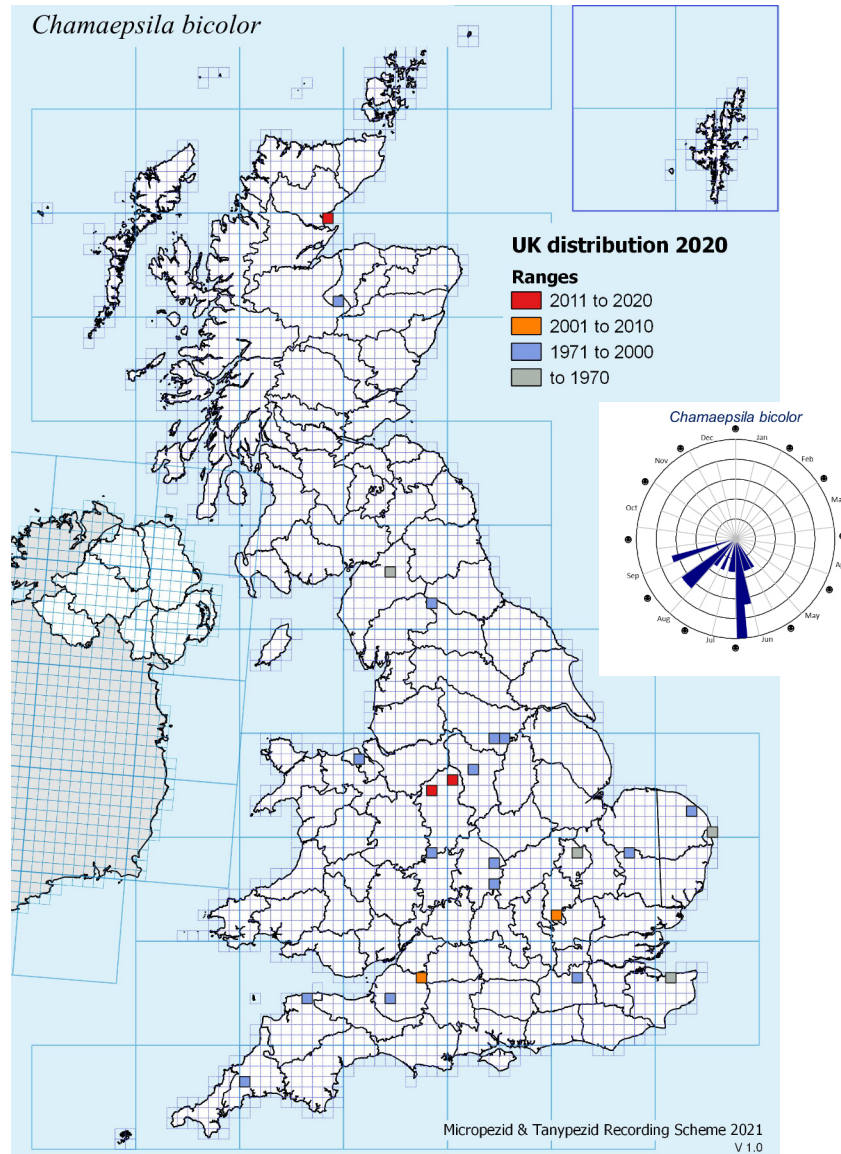 Chamaepsila bicolor
UK distribution 2020
Ranges
2011 to 2020
2001 to 2010
1971 to 2000
to 1970
Chamaepsila bicolor
Dec
Jan
Nov
Feb
Oct
Sep
Aug
May
Jul
Jun
Micropezid & Tanypezid Recording Scheme 2021
V 1.0